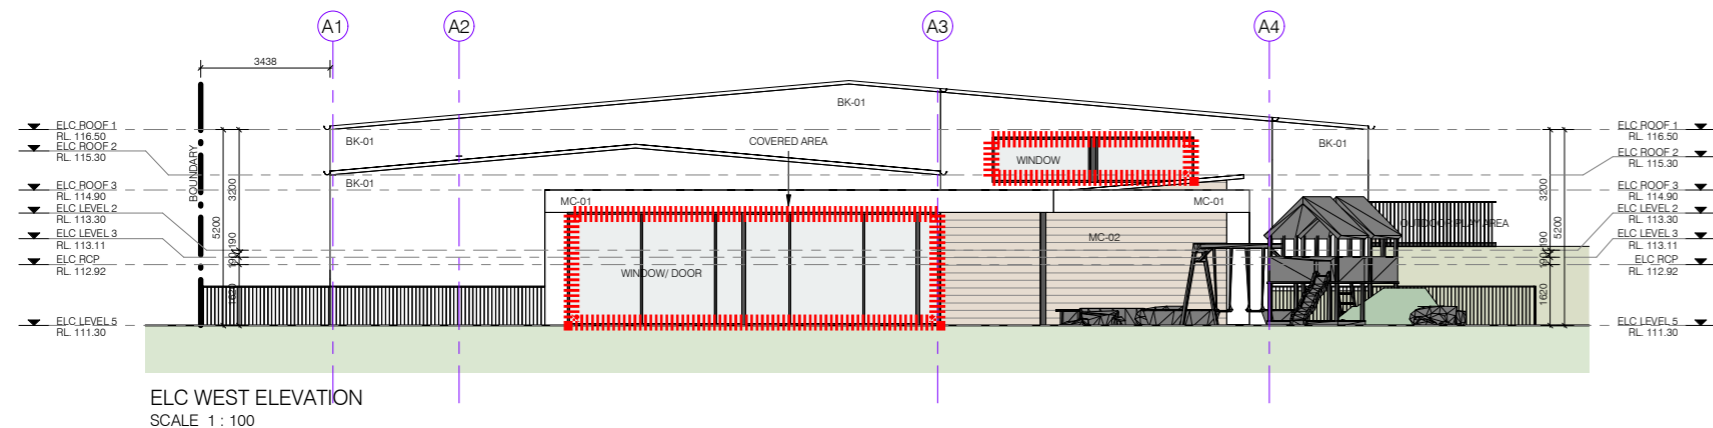 A1
A2
A3
A4
3438
BK-01
BK-01
BK-01
BK-01
COVERED AREA
WINDOW
BOUNDARY
ELC ROOF 1
RL. 116.50
ELC ROOF 2
RL. 115.30
ELC ROOF 3
RL. 114.90
ELC LEVEL 2
RL. 113.30
ELC LEVEL 3
RL. 113.11
ELC RCP
RL. 112.92
ELC LEVEL 5
RL. 111.30
3200
5200
190
190
1620
MC-01
MC-01
MC-02
WINDOW/ DOOR
OUTDOOR PLAY AREA
3200
5200
190
190
1620
ELC ROOF 1
RL. 116.50
ELC ROOF 2
RL. 115.30
ELC ROOF 3
RL. 114.90
ELC LEVEL 2
RL. 113.30
ELC LEVEL 3
RL. 113.11
ELC RCP
RL. 112.92
ELC LEVEL 5
RL. 111.30
ELC WEST ELEVATION
SCALE 1 : 100